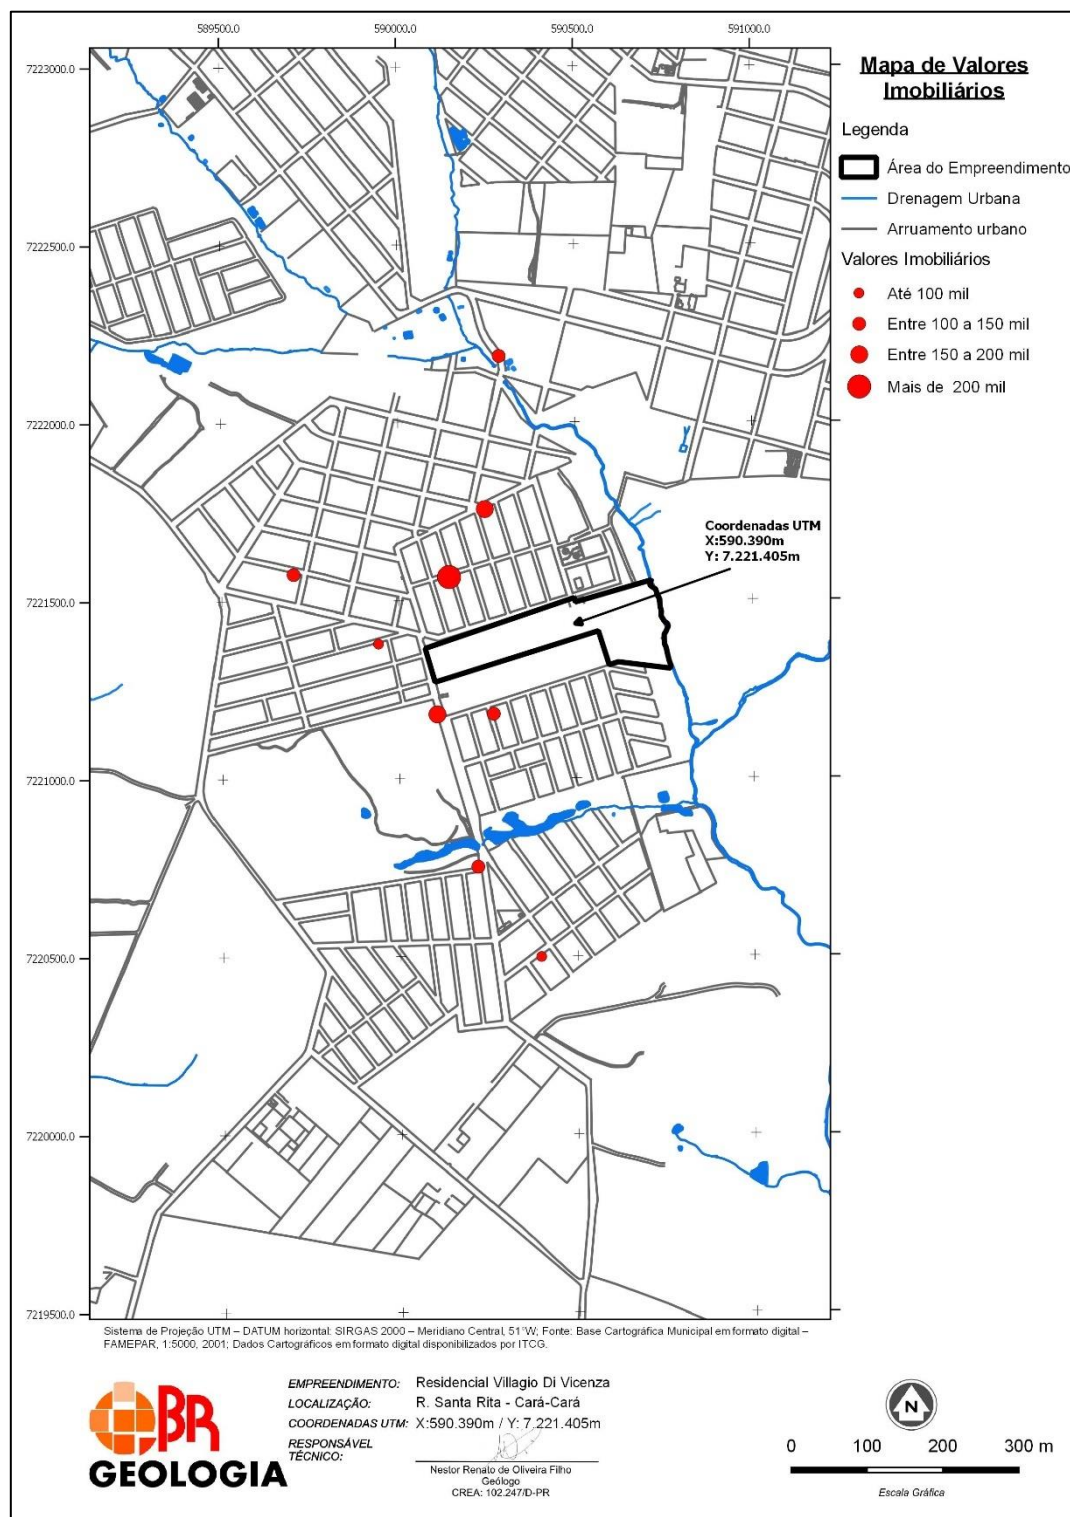 589500.0
590000.0
590500.0
591000.0
7223000.0
7222500.0
7222000.0
7221500.0
7221000.0
7220500.0
7220000.0
7219500.0
Coordenadas UTM
X:590.390m
Y: 7.221.405m
Mapa de Valores
Imobiliários
Legenda
Área do Empreendimento
Drenagem Urbana
Arruamento urbano
Valores Imobiliários
Até 100 mil
Entre 100 a 150 mil
Entre 150 a 200 mil
Mais de 200 mil
Sistema de Projeção UTM – DATUM horizontal: SIRGAS 2000 – Meridiano Central, 51°W; Fonte: Base Cartográfica Municipal em formato digital –
FAMEPAR, 1:5000, 2001; Dados Cartográficos em formato digital disponibilizados por ITCG.
BR
GEOLOGIA
EMPREENDIMENTO: Residencial Villagio Di Vicenza
LOCALIZAÇÃO: R. Santa Rita - Cará-Cará
COORDENADAS UTM: X:590.390m / Y: 7.221.405m
RESPONSÁVEL
TÉCNICO:
Nestor Renato de Oliveira Filho
Geólogo
CREA: 102.247/D-PR
N
0 100 200 300 m
Escala Gráfica